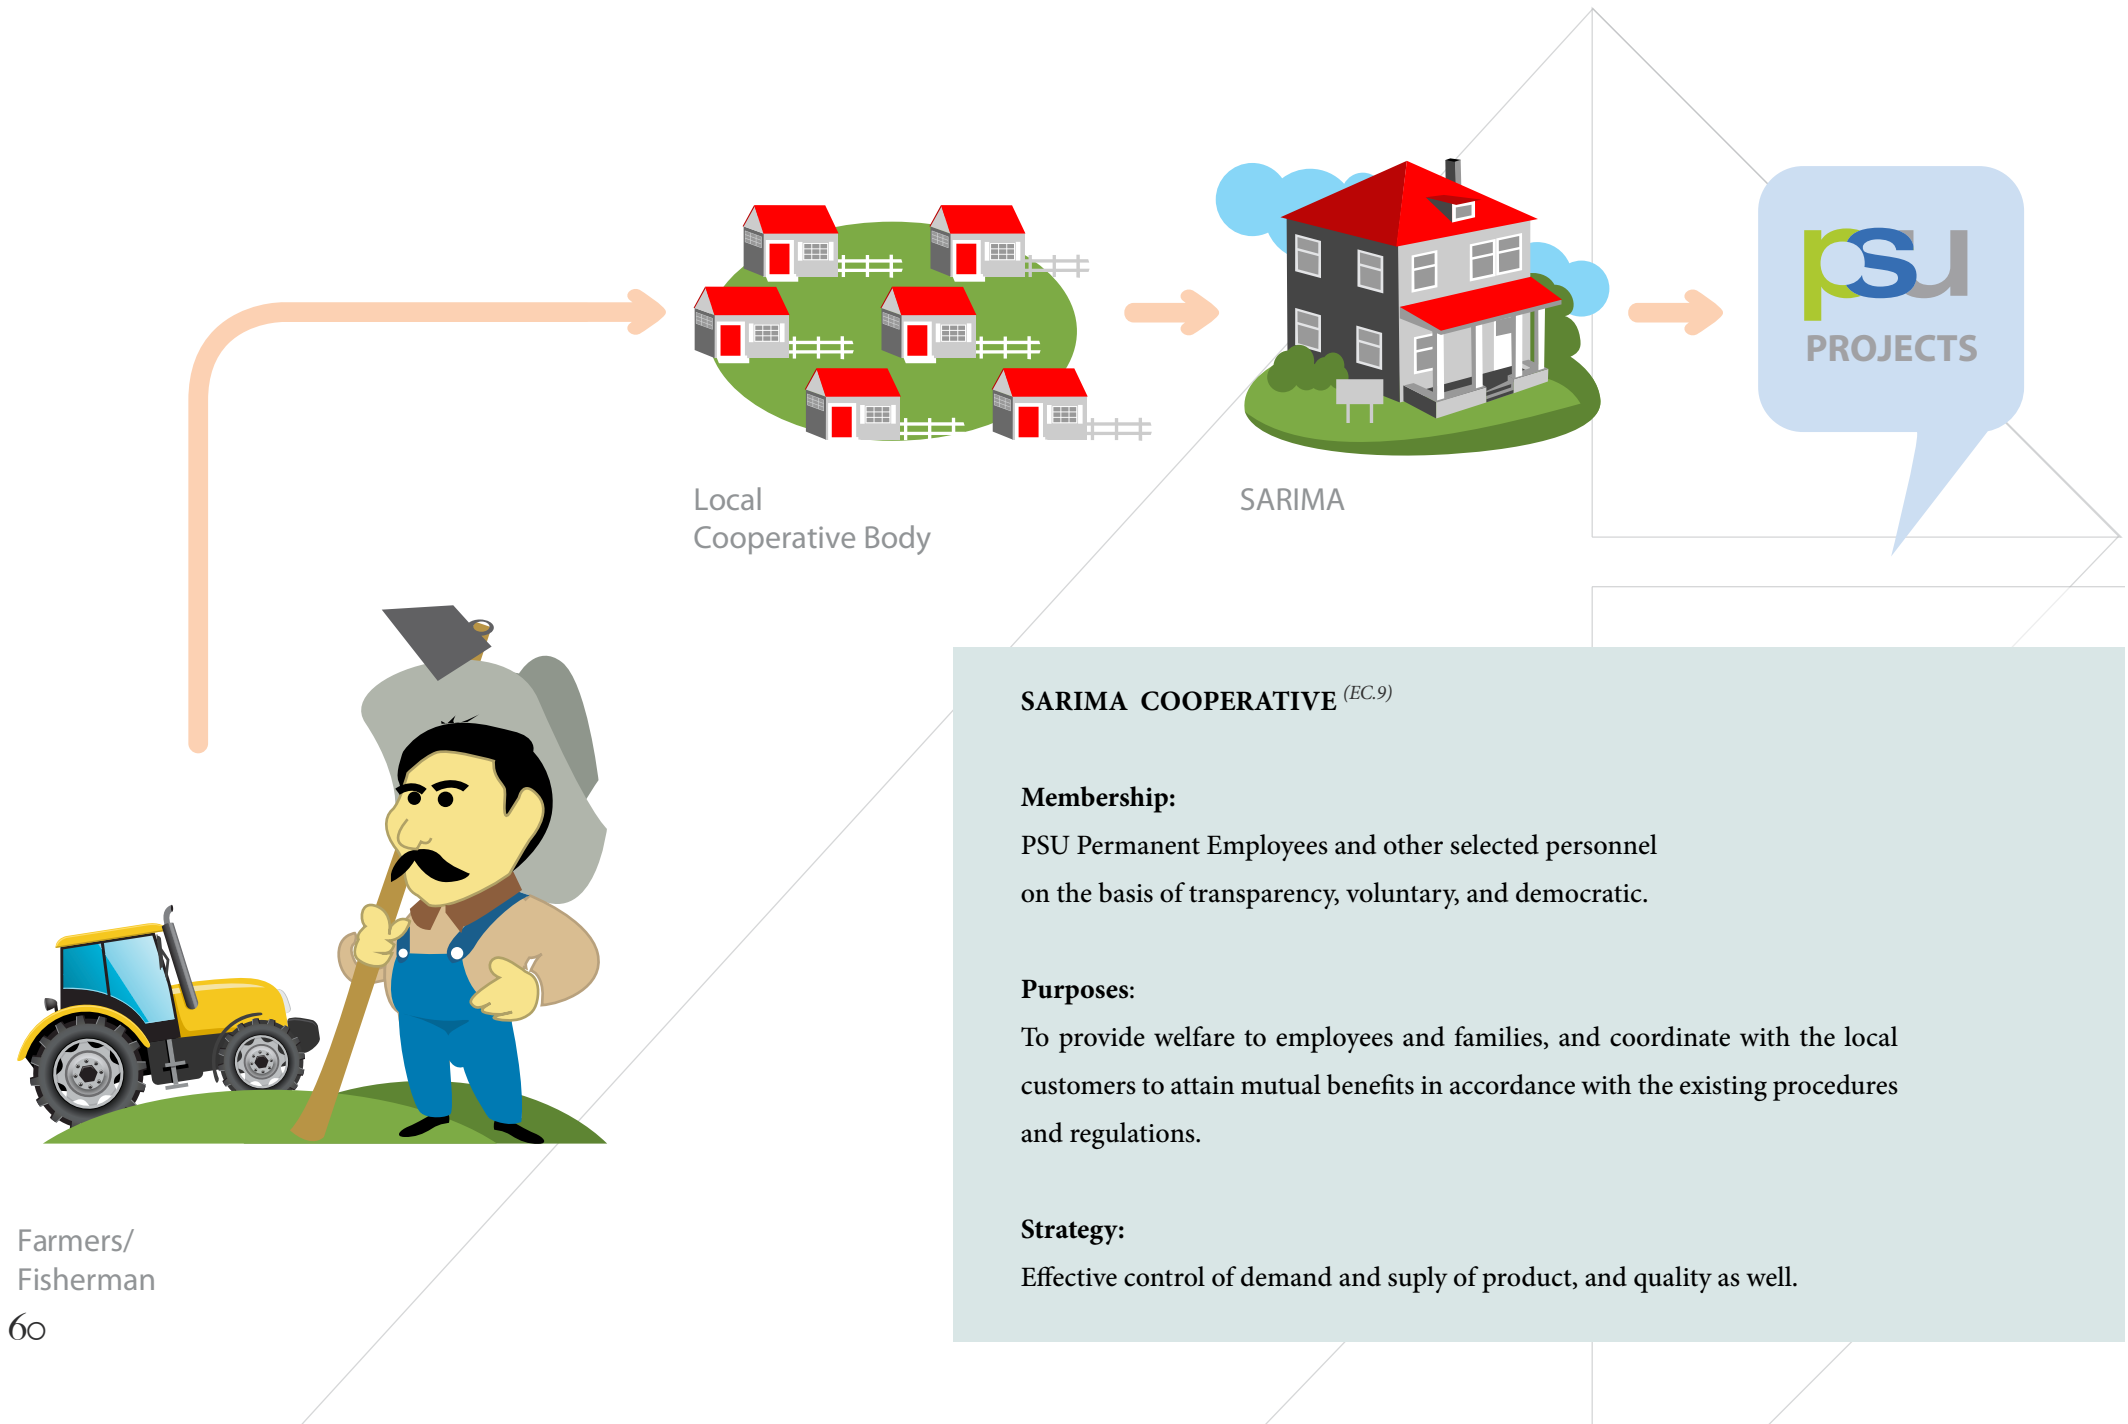 psu
PROJECTS
Local
Cooperative Body
SARIMA
Farmers/
Fisherman
60
SARIMA COOPERATIVE (EC.9)
Membership:
PSU Permanent Employees and other selected personnel
on the basis of transparency, voluntary, and democratic.
Purposes:
To provide welfare to employees and families, and coordinate with the local
customers to attain mutual benefits in accordance with the existing procedures
and regulations.
Strategy:
Effective control of demand and suply of product, and quality as well.